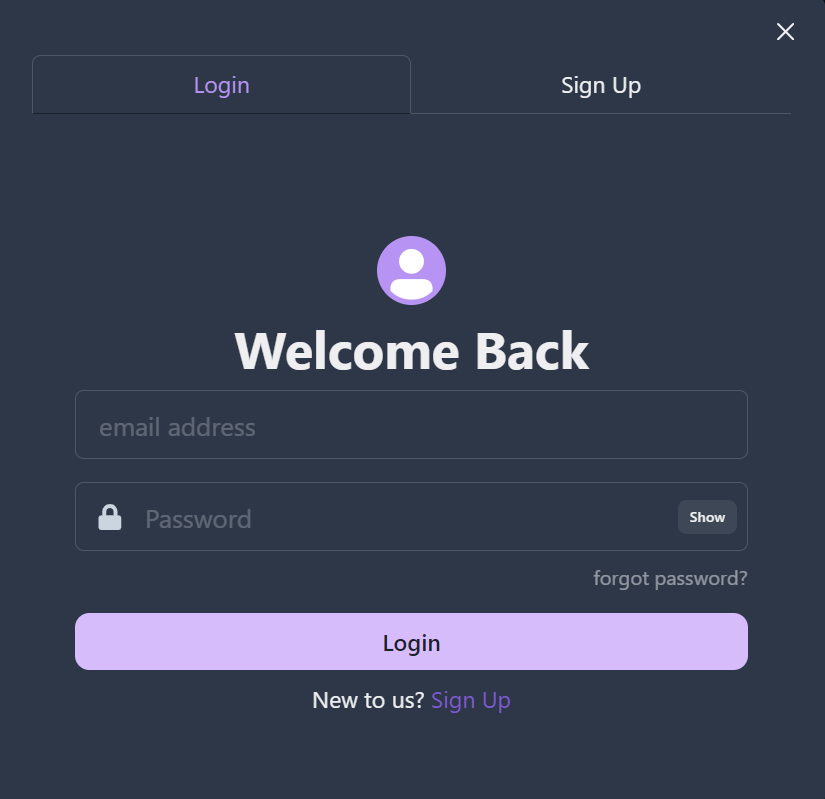 Login
Sign Up
Welcome Back
email address
Password
Show
forgot password?
Login
New to us? Sign Up